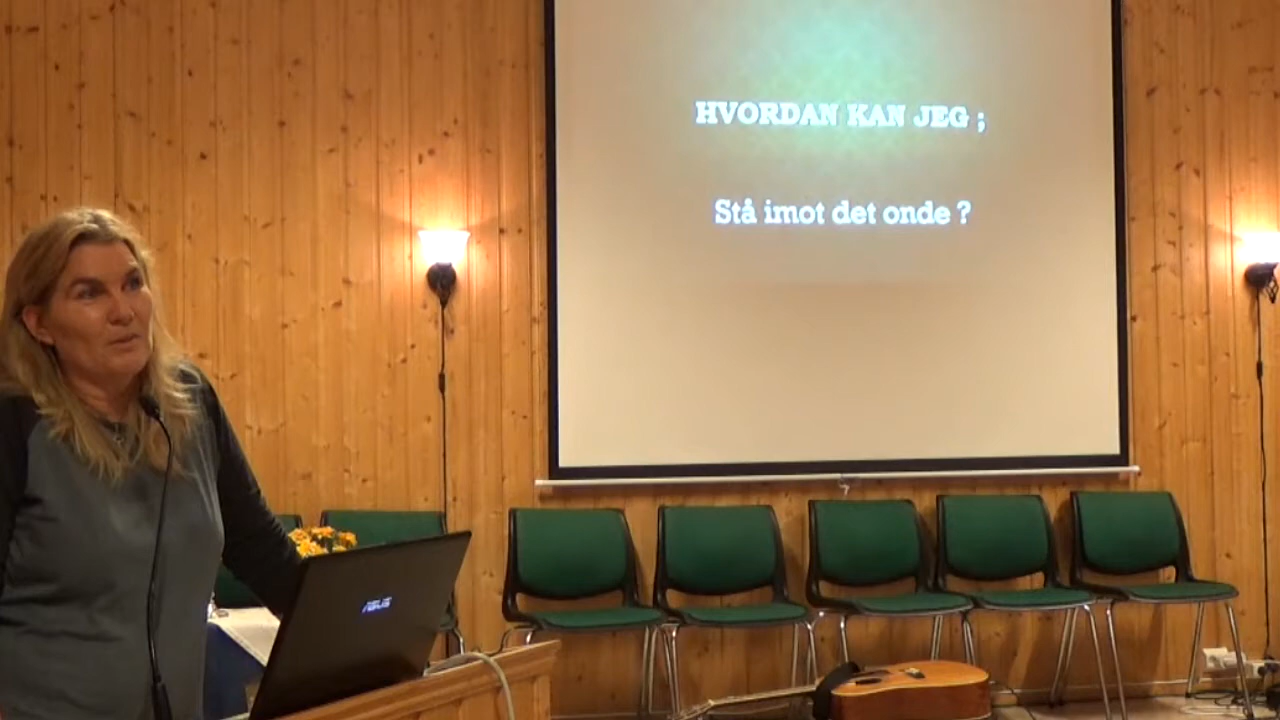 HVORDAN KAN JEG ;
Stå imot det onde ?
ASUS